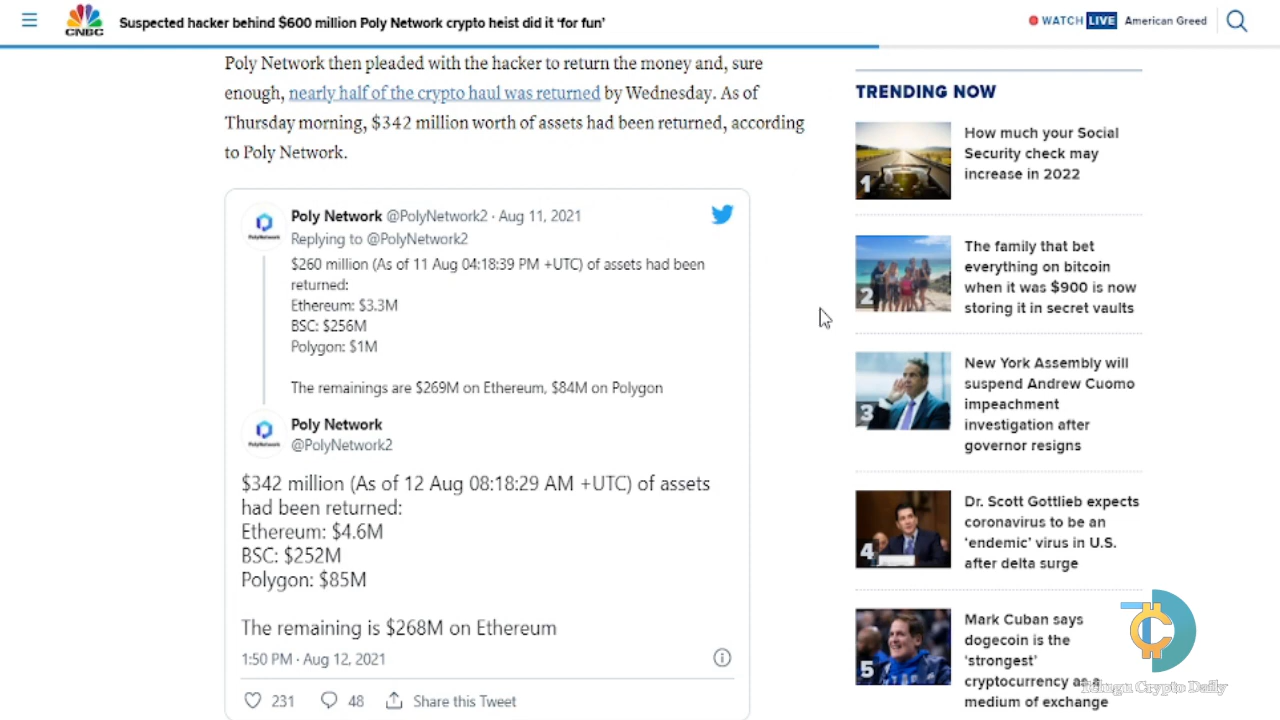 CNBC
Suspected hacker behind $600 million Poly Network crypto heist did it ‘for fun’
WATCH LIVE American Greed
Poly Network then pleaded with the hacker to return the money and, sure
enough, nearly half of the crypto haul was returned by Wednesday. As of
Thursday morning, $342 million worth of assets had been returned, according
to Poly Network.
PolyNetwork
Poly Network @PolyNetwork2 · Aug 11, 2021
Replying to @PolyNetwork2
$260 million (As of 11 Aug 04:18:39 PM +UTC) of assets had been
returned:
Ethereum: $3.3M
BSC: $256M
Polygon: $1M
The remainings are $269M on Ethereum, $84M on Polygon
PolyNetwork
Poly Network
@PolyNetwork2
$342 million (As of 12 Aug 08:18:29 AM +UTC) of assets
had been returned:
Ethereum: $4.6M
BSC: $252M
Polygon: $85M
The remaining is $268M on Ethereum
1:50 PM · Aug 12, 2021
231 48 Share this Tweet
TRENDING NOW
1
How much your Social
Security check may
increase in 2022
2
The family that bet
everything on bitcoin
when it was $900 is now
storing it in secret vaults
3
New York Assembly will
suspend Andrew Cuomo
impeachment
investigation after
governor resigns
4
Dr. Scott Gottlieb expects
coronavirus to be an
‘endemic’ virus in U.S.
after delta surge
5
Mark Cuban says
dogecoin is the
‘strongest’
cryptocurrency as a
medium of exchange
Telugu Crypto Daily